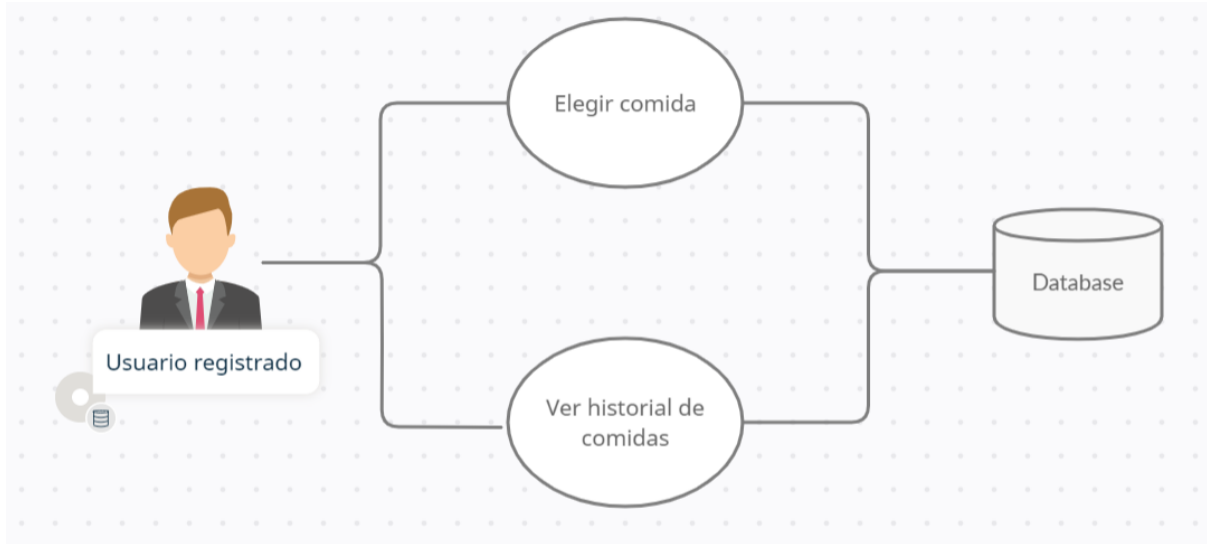 Elegir comida
Usuario registrado
Ver historial de
comidas
Database